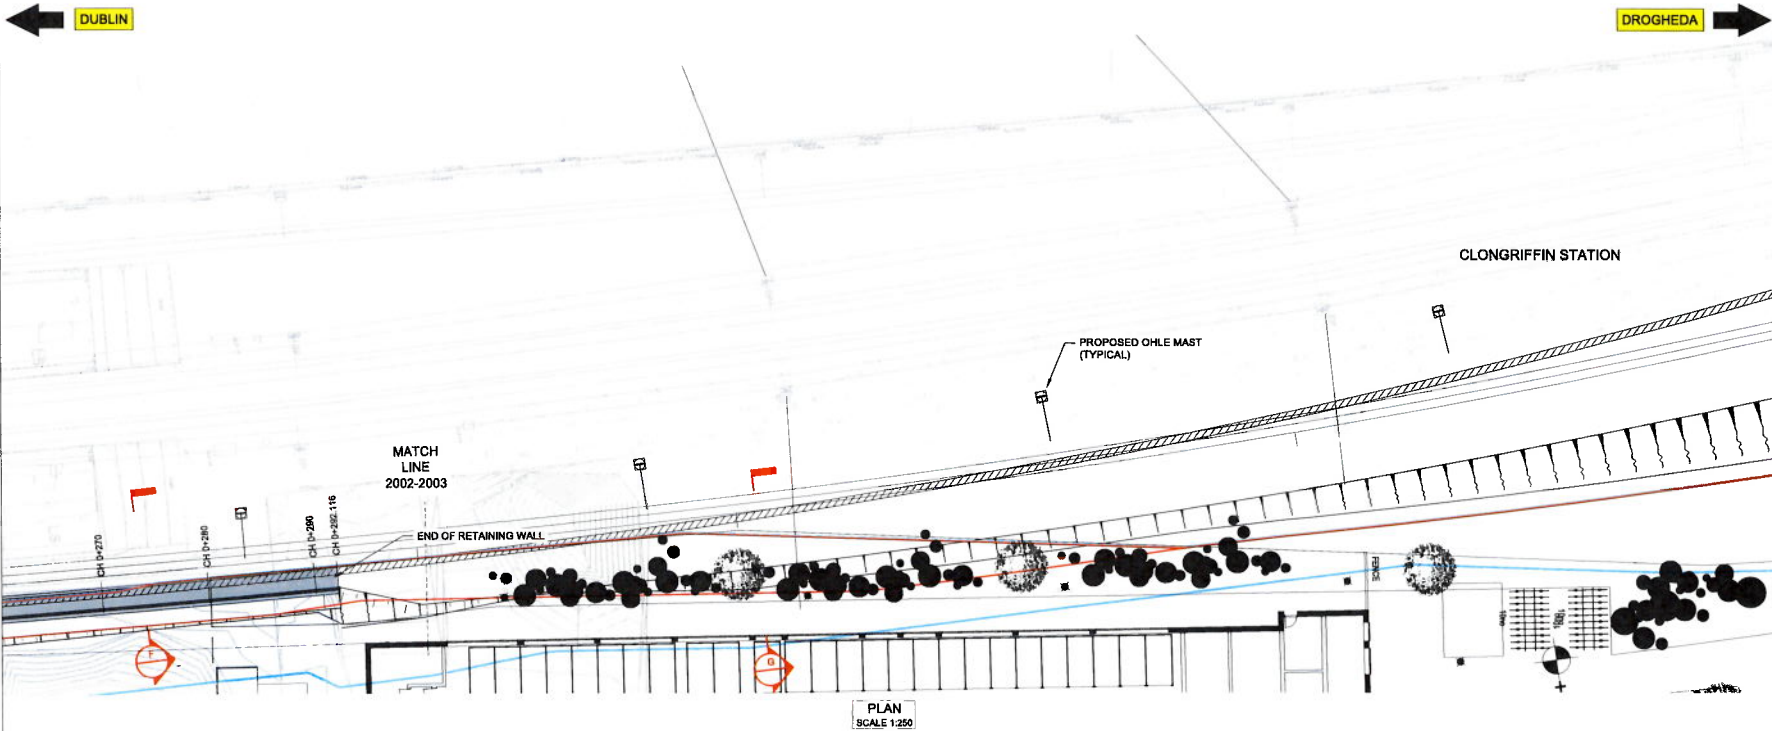 DUBLIN
DROGHEDA
CLONGRIFFIN STATION
PROPOSED OHLE MAST
(TYPICAL)
MATCH
LINE
2002-2003
CH 0+270
CH 0+280
CH 0+290
CH 0+292.116
END OF RETAINING WALL
FENCE
F
G
PLAN
SCALE 1:250